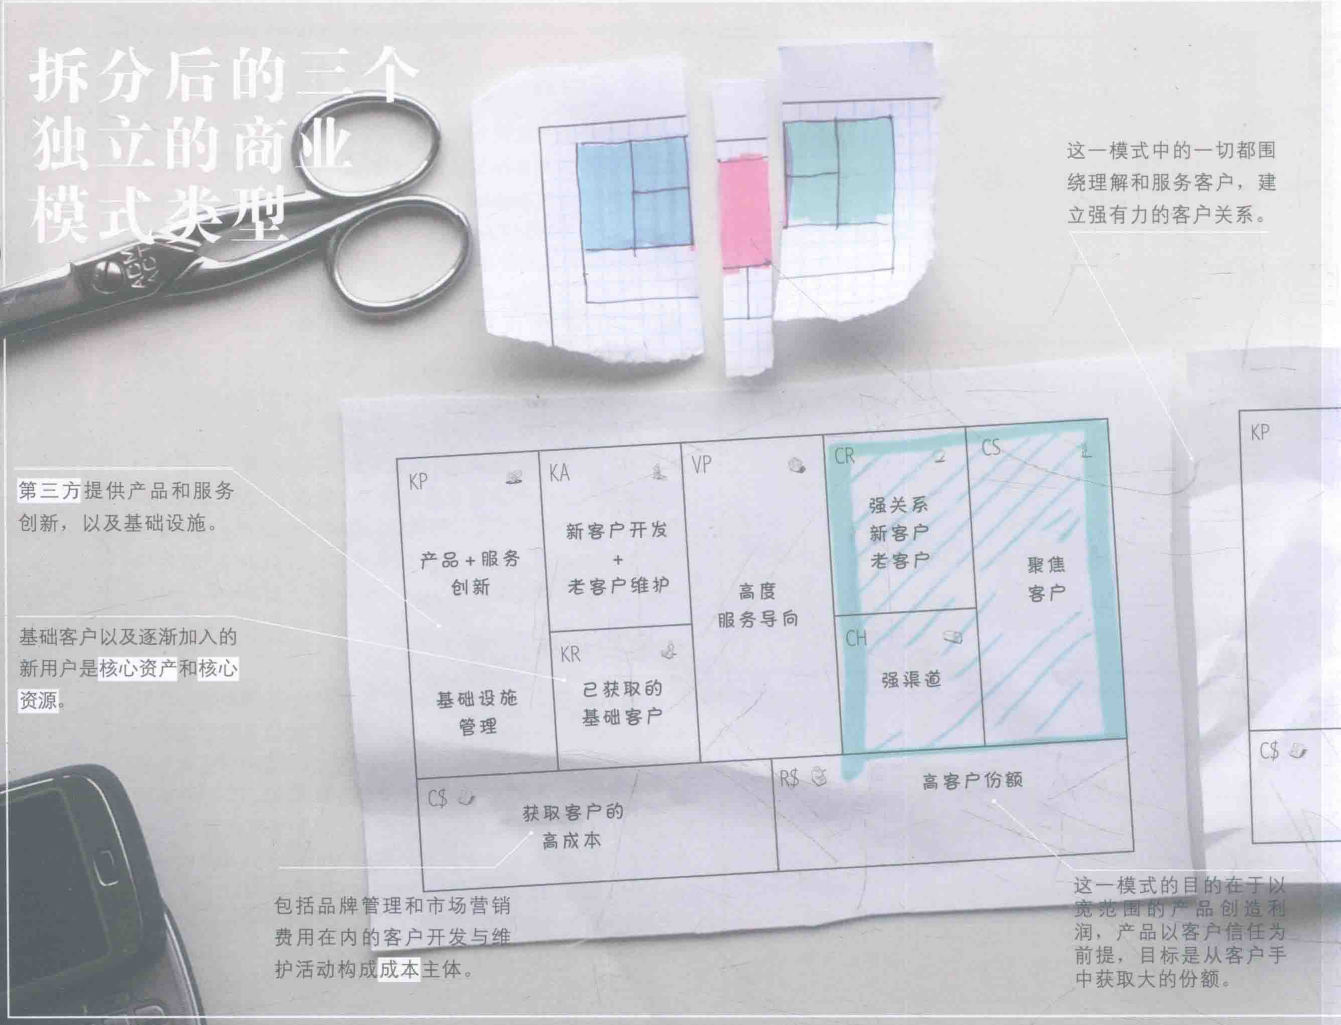 拆分后的三个
独立的商业
模式类型
ACM
AC
这一模式中的一切都围
绕理解和服务客户，建
立强有力的客户关系。
第三方提供产品和服务
创新，以及基础设施。
基础客户以及逐渐加入的
新用户是核心资产和核心
资源。
KP
产品+服务
创新
基础设施
管理
KA
新客户开发
+
老客户维护
KR
已获取的
基础客户
VP
高度
服务导向
CR
强关系
新客户
老客户
CH
强渠道
CS
聚焦
客户
C$
获取客户的
高成本
R$
高客户份额
KP
C$
包括品牌管理和市场营销
费用在内的客户开发与维
护活动构成成本主体。
这一模式的目的在于以
宽范围的产品创造利
润，产品以客户信任为
前提，目标是从客户手
中获取大的份额。